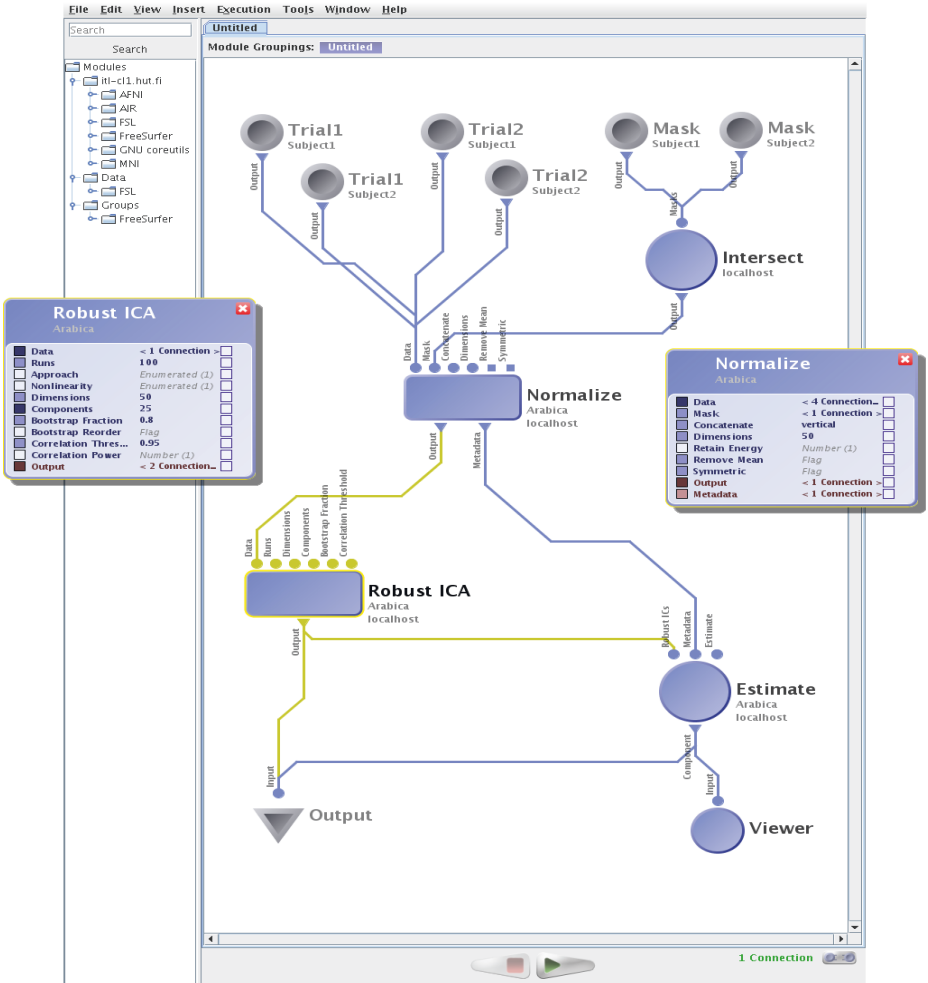 File Edit View Insert Execution Tools Window Help
Search
Search
Modules
itl-cl1.hut.fi
AFNI
AIR
FSL
FreeSurfer
GNU coreutils
MNI
Data
FSL
Groups
FreeSurfer
Untitled
Module Groupings: Untitled
Trial1
Subject1
Output
Trial1
Subject2
Output
Trial2
Subject1
Output
Trial2
Subject2
Output
Mask
Subject1
Output
Mask
Subject2
Output
Masks
Intersect
localhost
Output
Data
Mask
Concatenate
Dimensions
Remove Mean
Symmetric
Normalize
Arabica
localhost
Output
Metadata
Robust ICA
Arabica
Data < 1 Connection >
Runs 100
Approach Enumerated (1)
Nonlinearity Enumerated (1)
Dimensions 50
Components 25
Bootstrap Fraction 0.8
Bootstrap Reorder Flag
Correlation Thres... 0.95
Correlation Power Number (1)
Output < 2 Connection...
Normalize
Arabica
Data < 4 Connection...
Mask < 1 Connection >
Concatenate vertical
Dimensions 50
Retain Energy Number (1)
Remove Mean Flag
Symmetric Flag
Output < 1 Connection >
Metadata < 1 Connection >
Data
Runs
Dimensions
Components
Bootstrap Fraction
Correlation Threshold
Robust ICA
Arabica
localhost
Output
Robust ICs
Metadata
Estimate
Estimate
Arabica
localhost
Component
Input
Output
Input
Viewer
1 Connection